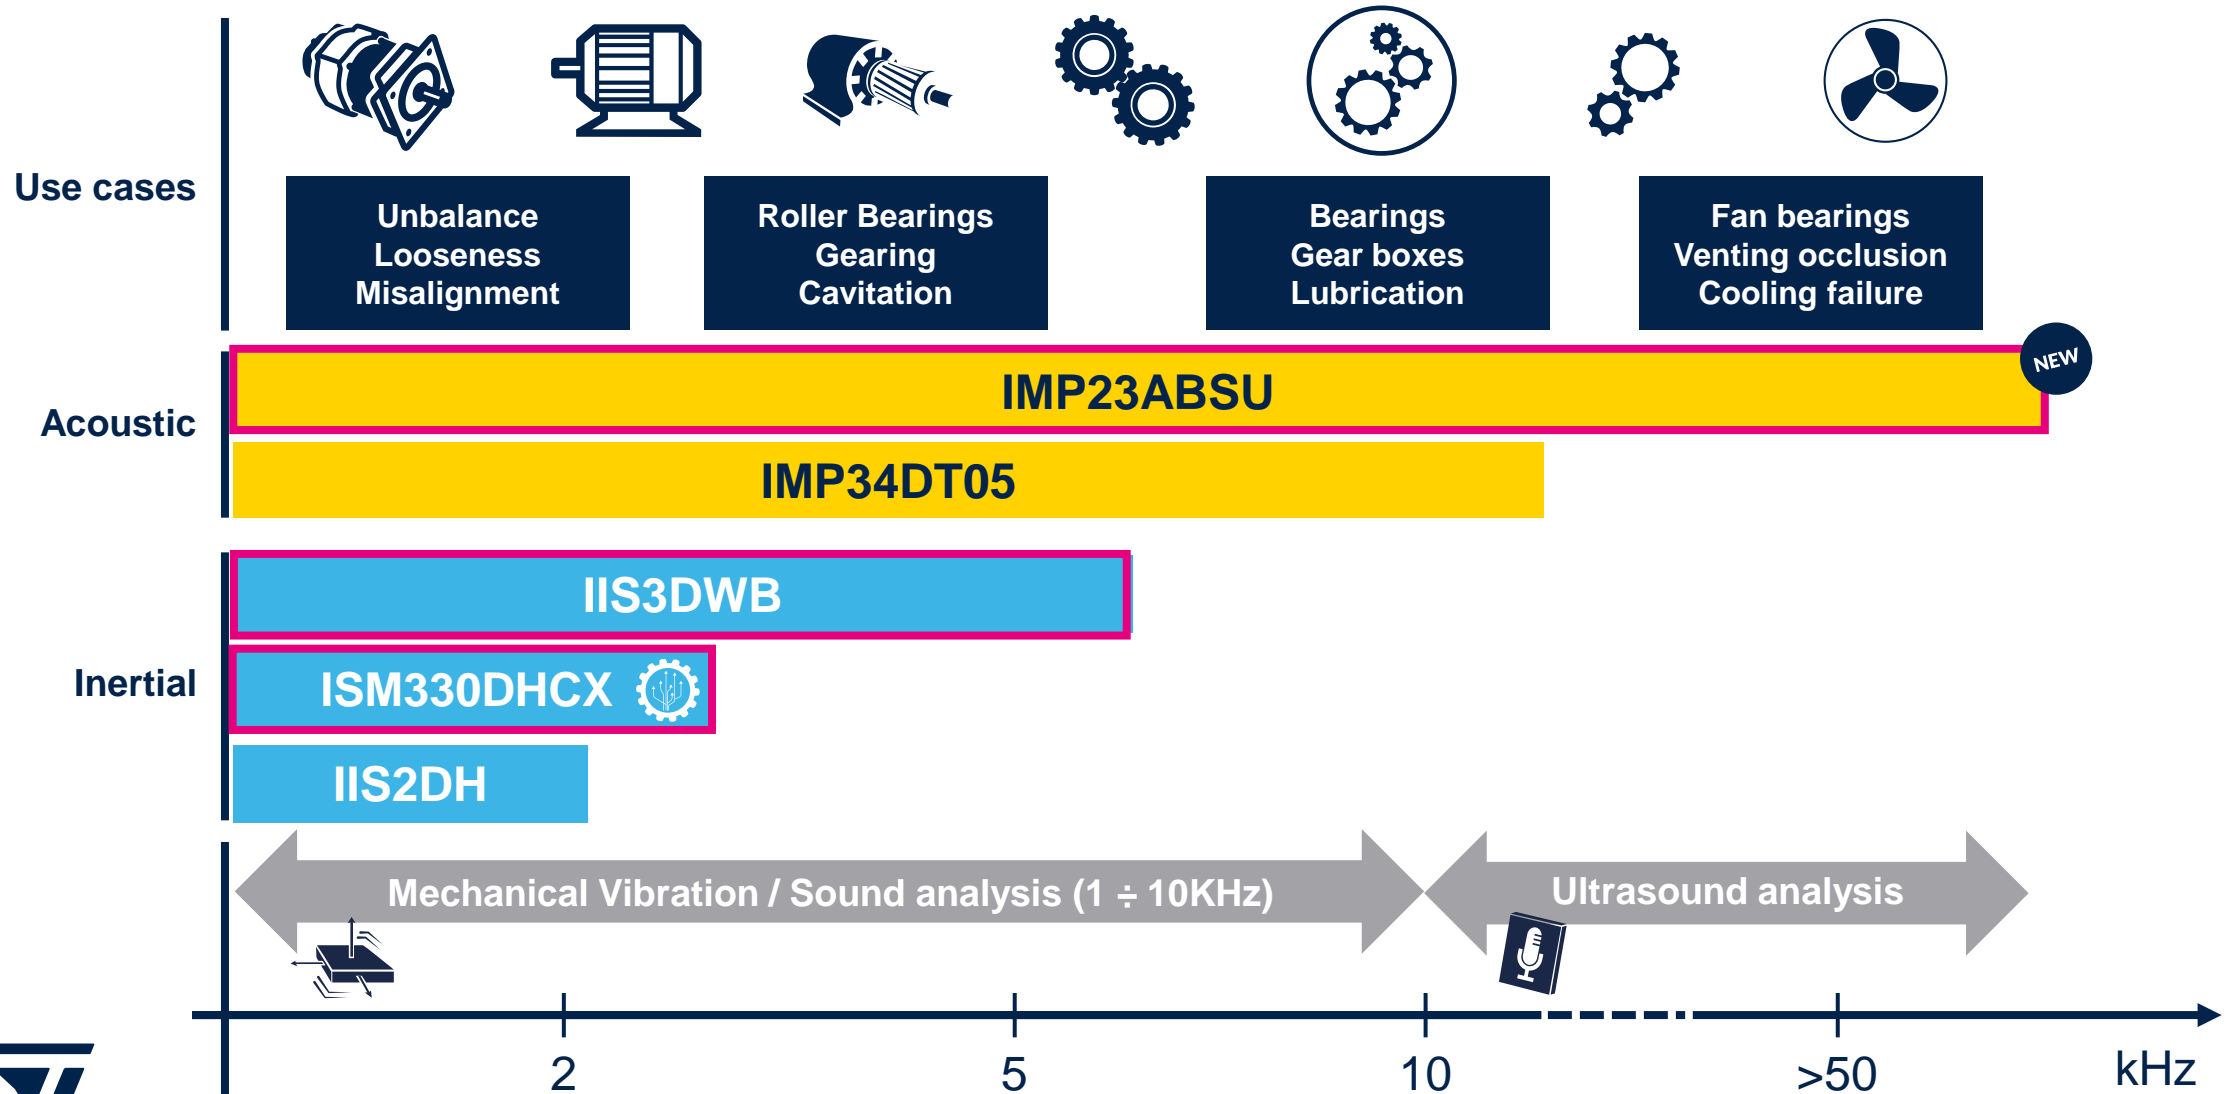 Use cases
Unbalance
Looseness
Misalignment
Roller Bearings
Gearing
Cavitation
Bearings
Gear boxes
Lubrication
Fan bearings
Venting occlusion
Cooling failure
Acoustic
IMP23ABSU
NEW
IMP34DT05
Inertial
IIS3DWB
ISM330DHCX
IIS2DH
Mechanical Vibration / Sound analysis (1 ÷ 10KHz)
Ultrasound analysis
2
5
10
>50
kHz